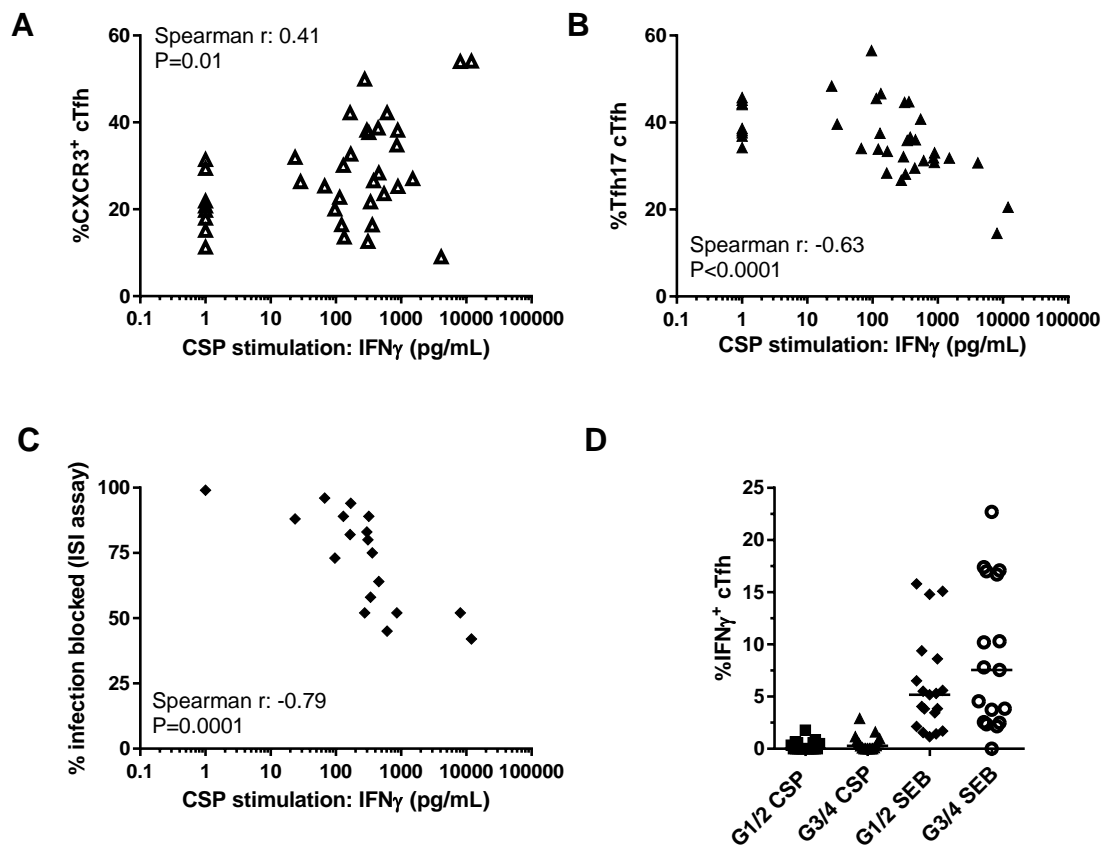 A
Spearman r: 0.41
P=0.01
60
40
20
0
%CXCR3+ cTfh
0.1 1 10 100 1000 10000 100000
CSP stimulation: IFNγ (pg/mL)
B
60
40
20
0
%Tfh17 cTfh
Spearman r: -0.63
P<0.0001
0.1 1 10 100 1000 10000 100000
CSP stimulation: IFNγ (pg/mL)
C
100
75
50
25
0
% infection blocked (ISI assay)
Spearman r: -0.79
P=0.0001
0.1 1 10 100 1000 10000 100000
CSP stimulation: IFNγ (pg/mL)
D
25
20
15
10
5
0
%IFNγ+ cTfh
G1/2 CSP
G3/4 CSP
G1/2 SEB
G3/4 SEB